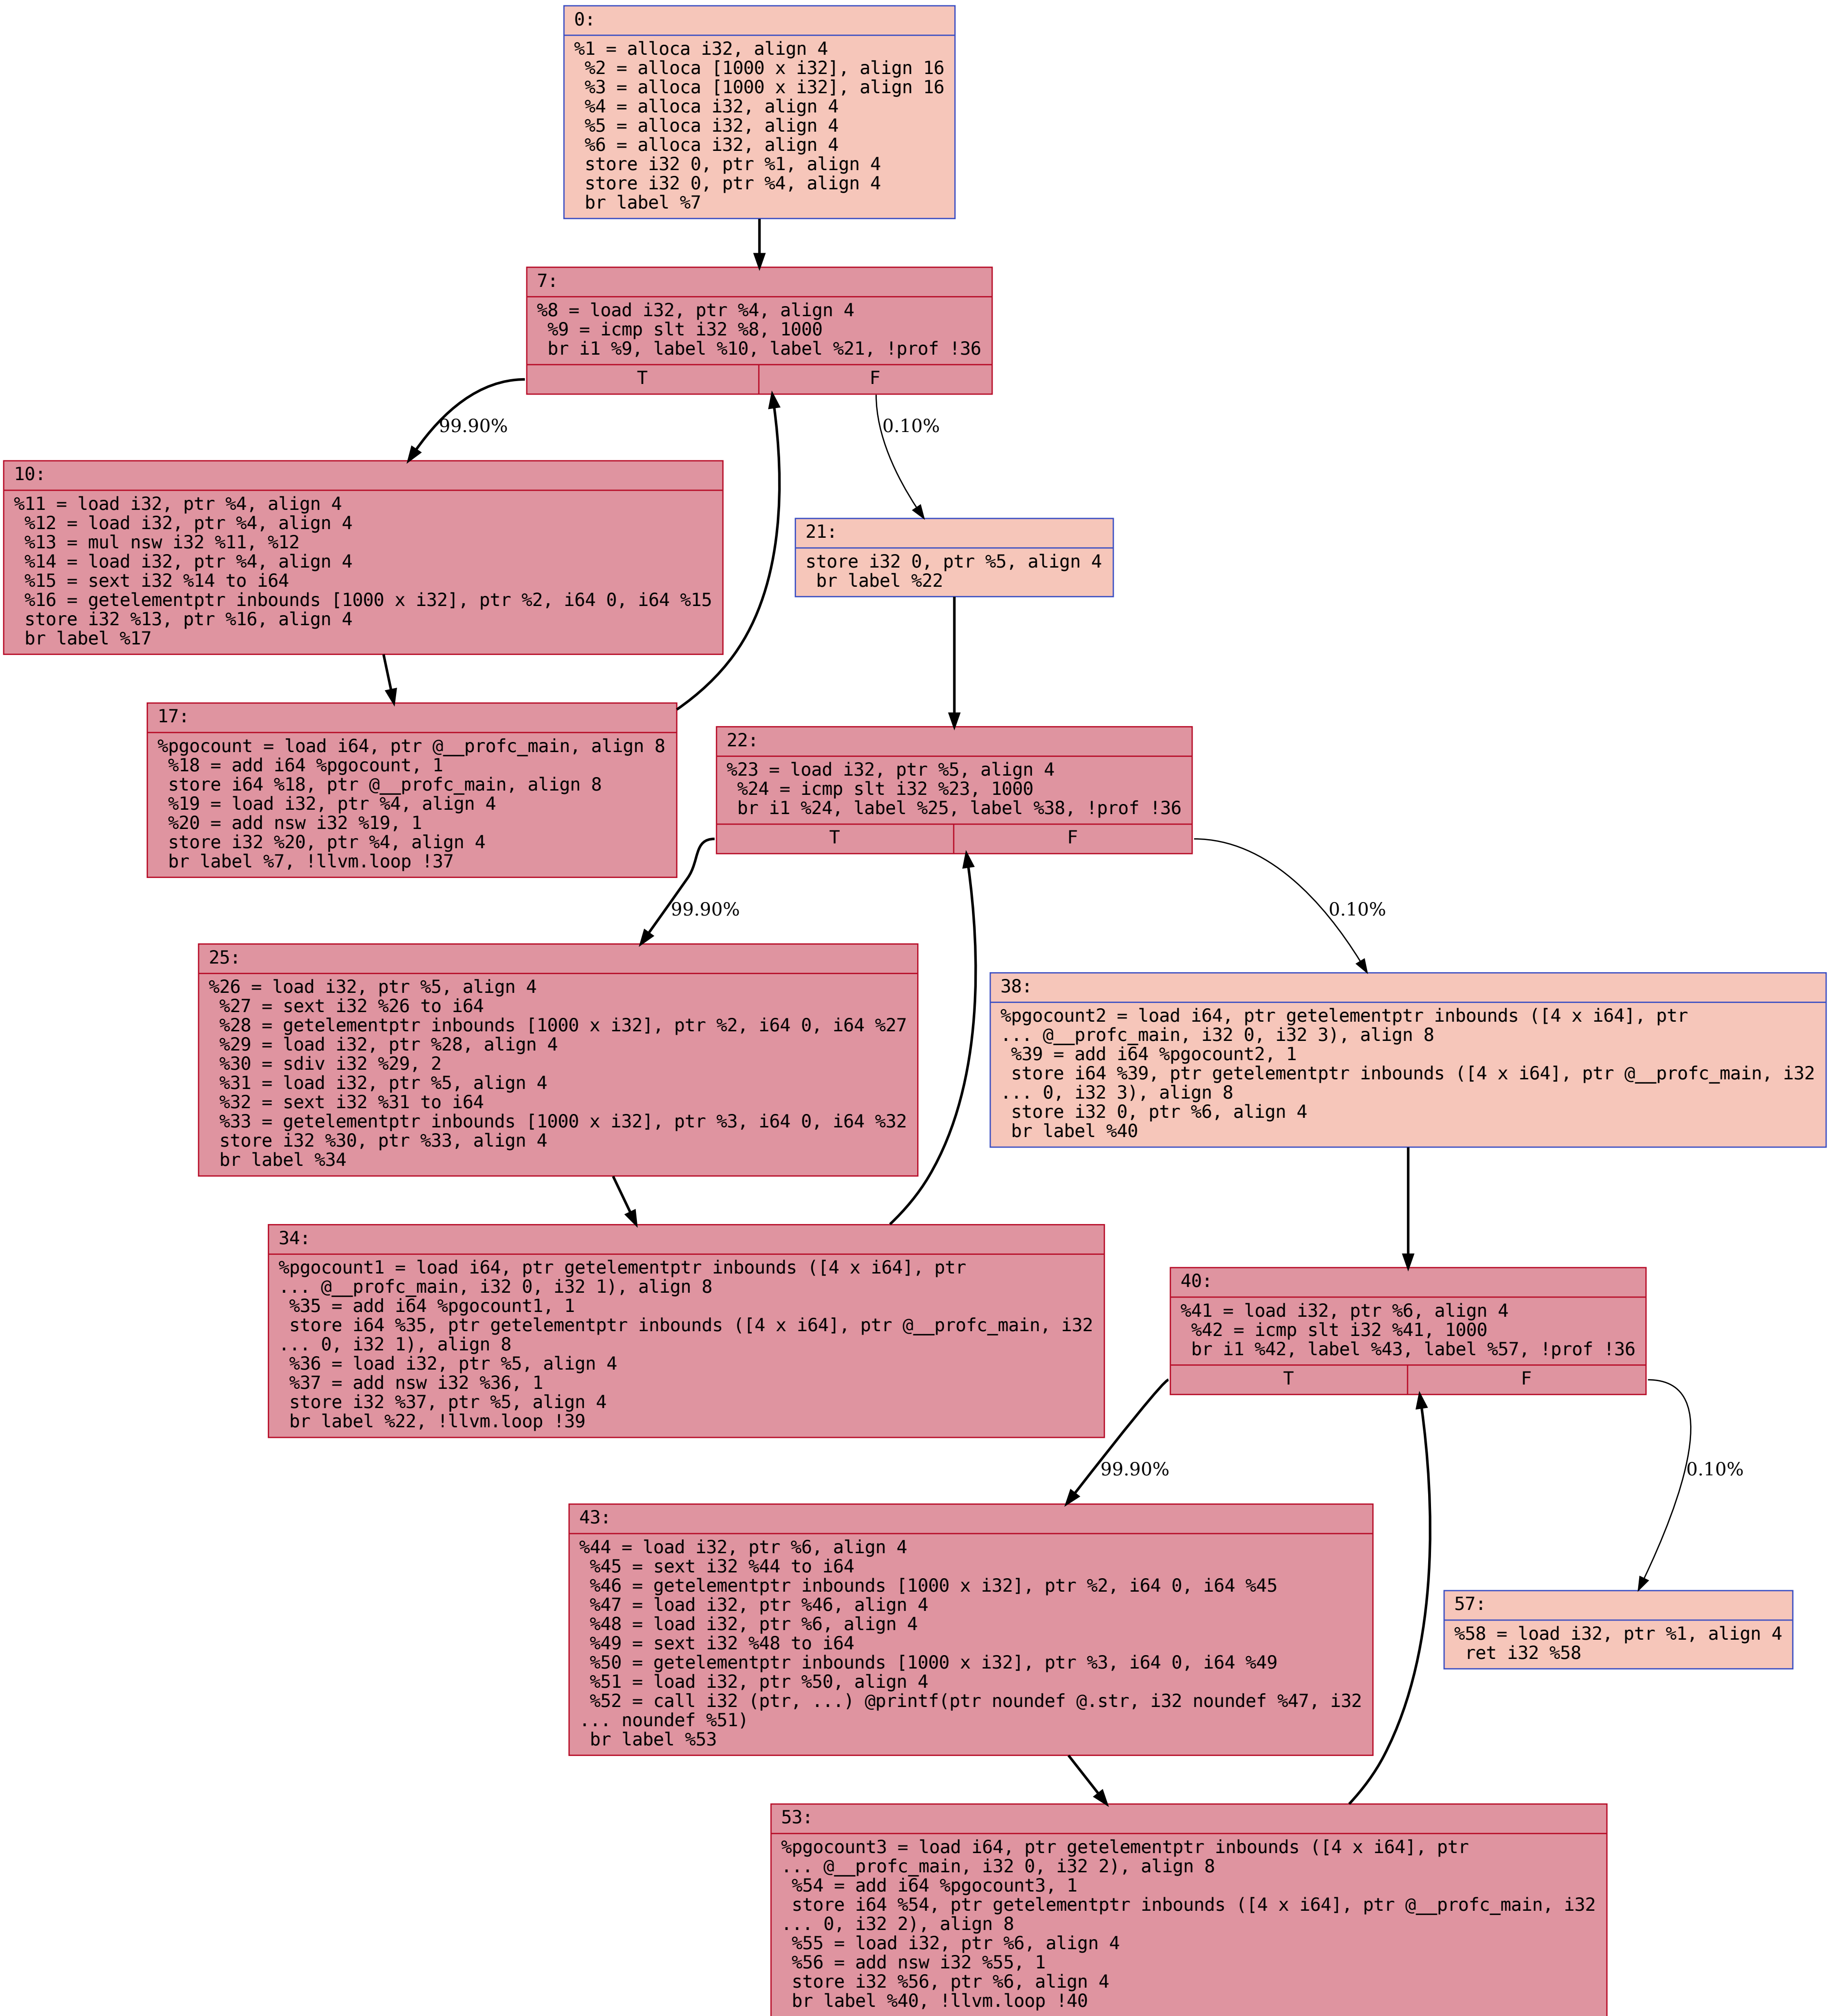 0:
%1 = alloca i32, align 4
%2 = alloca [1000 x i32], align 16
%3 = alloca [1000 x i32], align 16
%4 = alloca i32, align 4
%5 = alloca i32, align 4
%6 = alloca i32, align 4
store i32 0, ptr %1, align 4
store i32 0, ptr %4, align 4
br label %7
7:
%8 = load i32, ptr %4, align 4
%9 = icmp slt i32 %8, 1000
br i1 %9, label %10, label %21, !prof !36
T F
99.90%
0.10%
10:
%11 = load i32, ptr %4, align 4
%12 = load i32, ptr %4, align 4
%13 = mul nsw i32 %11, %12
%14 = load i32, ptr %4, align 4
%15 = sext i32 %14 to i64
%16 = getelementptr inbounds [1000 x i32], ptr %2, i64 0, i64 %15
store i32 %13, ptr %16, align 4
br label %17
21:
store i32 0, ptr %5, align 4
br label %22
17:
%pgocount = load i64, ptr @__profc_main, align 8
%18 = add i64 %pgocount, 1
store i64 %18, ptr @__profc_main, align 8
%19 = load i32, ptr %4, align 4
%20 = add nsw i32 %19, 1
store i32 %20, ptr %4, align 4
br label %7, !llvm.loop !37
22:
%23 = load i32, ptr %5, align 4
%24 = icmp slt i32 %23, 1000
br i1 %24, label %25, label %38, !prof !36
T F
99.90%
0.10%
25:
%26 = load i32, ptr %5, align 4
%27 = sext i32 %26 to i64
%28 = getelementptr inbounds [1000 x i32], ptr %2, i64 0, i64 %27
%29 = load i32, ptr %28, align 4
%30 = sdiv i32 %29, 2
%31 = load i32, ptr %5, align 4
%32 = sext i32 %31 to i64
%33 = getelementptr inbounds [1000 x i32], ptr %3, i64 0, i64 %32
store i32 %30, ptr %33, align 4
br label %34
38:
%pgocount2 = load i64, ptr getelementptr inbounds ([4 x i64], ptr
... @__profc_main, i32 0, i32 3), align 8
%39 = add i64 %pgocount2, 1
store i64 %39, ptr getelementptr inbounds ([4 x i64], ptr @__profc_main, i32
... 0, i32 3), align 8
store i32 0, ptr %6, align 4
br label %40
34:
%pgocount1 = load i64, ptr getelementptr inbounds ([4 x i64], ptr
... @__profc_main, i32 0, i32 1), align 8
%35 = add i64 %pgocount1, 1
store i64 %35, ptr getelementptr inbounds ([4 x i64], ptr @__profc_main, i32
... 0, i32 1), align 8
%36 = load i32, ptr %5, align 4
%37 = add nsw i32 %36, 1
store i32 %37, ptr %5, align 4
br label %22, !llvm.loop !39
40:
%41 = load i32, ptr %6, align 4
%42 = icmp slt i32 %41, 1000
br i1 %42, label %43, label %57, !prof !36
T F
99.90%
0.10%
43:
%44 = load i32, ptr %6, align 4
%45 = sext i32 %44 to i64
%46 = getelementptr inbounds [1000 x i32], ptr %2, i64 0, i64 %45
%47 = load i32, ptr %46, align 4
%48 = load i32, ptr %6, align 4
%49 = sext i32 %48 to i64
%50 = getelementptr inbounds [1000 x i32], ptr %3, i64 0, i64 %49
%51 = load i32, ptr %50, align 4
%52 = call i32 (ptr, ...) @printf(ptr noundef @.str, i32 noundef %47, i32
... noundef %51)
br label %53
57:
%58 = load i32, ptr %1, align 4
ret i32 %58
53:
%pgocount3 = load i64, ptr getelementptr inbounds ([4 x i64], ptr
... @__profc_main, i32 0, i32 2), align 8
%54 = add i64 %pgocount3, 1
store i64 %54, ptr getelementptr inbounds ([4 x i64], ptr @__profc_main, i32
... 0, i32 2), align 8
%55 = load i32, ptr %6, align 4
%56 = add nsw i32 %55, 1
store i32 %56, ptr %6, align 4
br label %40, !llvm.loop !40